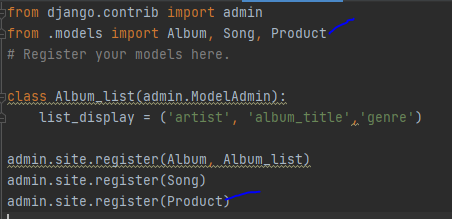 from django.contrib import admin
from .models import Album, Song, Product
# Register your models here.
class Album_list(admin.ModelAdmin):
list_display = ('artist', 'album_title','genre')
admin.site.register(Album, Album_list)
admin.site.register(Song)
admin.site.register(Product)